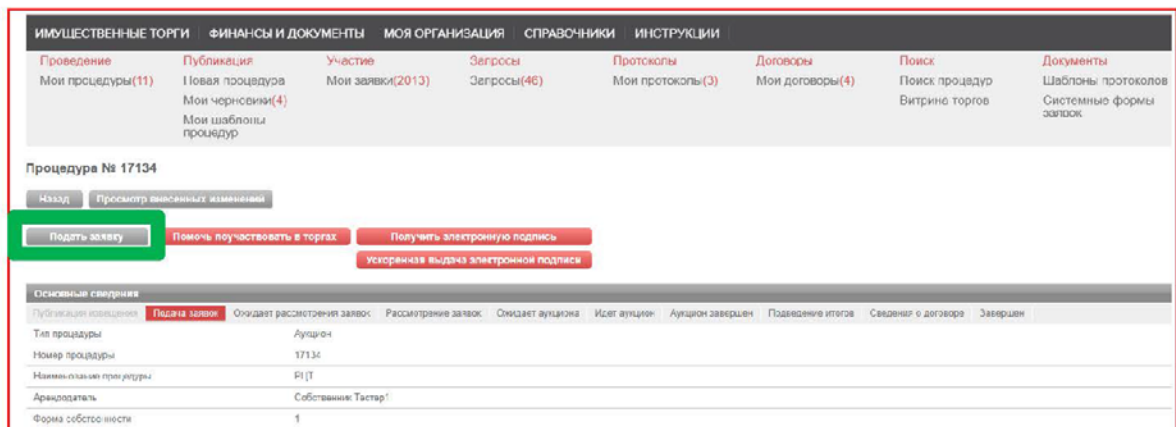 ИМУЩЕСТВЕННЫЕ ТОРГИ ФИНАНСЫ И ДОКУМЕНТЫ МОЯ ОРГАНИЗАЦИЯ СПРАВОЧНИКИ ИНСТРУКЦИИ
Проведение Публикация Участие Запросы Протоколы Договоры Поиск Документы
Мои процедуры(11) Новая процедура Мои заявки(2013) Запросы(46) Мои протоколы(3) Мои договоры(4) Поиск процедур Шаблоны протоколов
Мои черновики(4) Витрина торгов Системные формы
Мои шаблоны заявок
процедур
Процедура № 17134
Назад Просмотр внесенных изменений
Подать заявку Помочь поучаствовать в торгах Получить электронную подпись
Ускоренная выдача электронной подписи
Основные сведения
Публикация извещения Подача заявок Ожидает рассмотрения заявок Рассмотрение заявок Ожидает аукциона Идет аукцион Аукцион завершен Подведение итогов Сведения о договоре Завершен
Тип процедуры Аукцион
Номер процедуры 17134
Наименование процедуры
Арендодатель Собственник Тестер1
Форма собственности 1